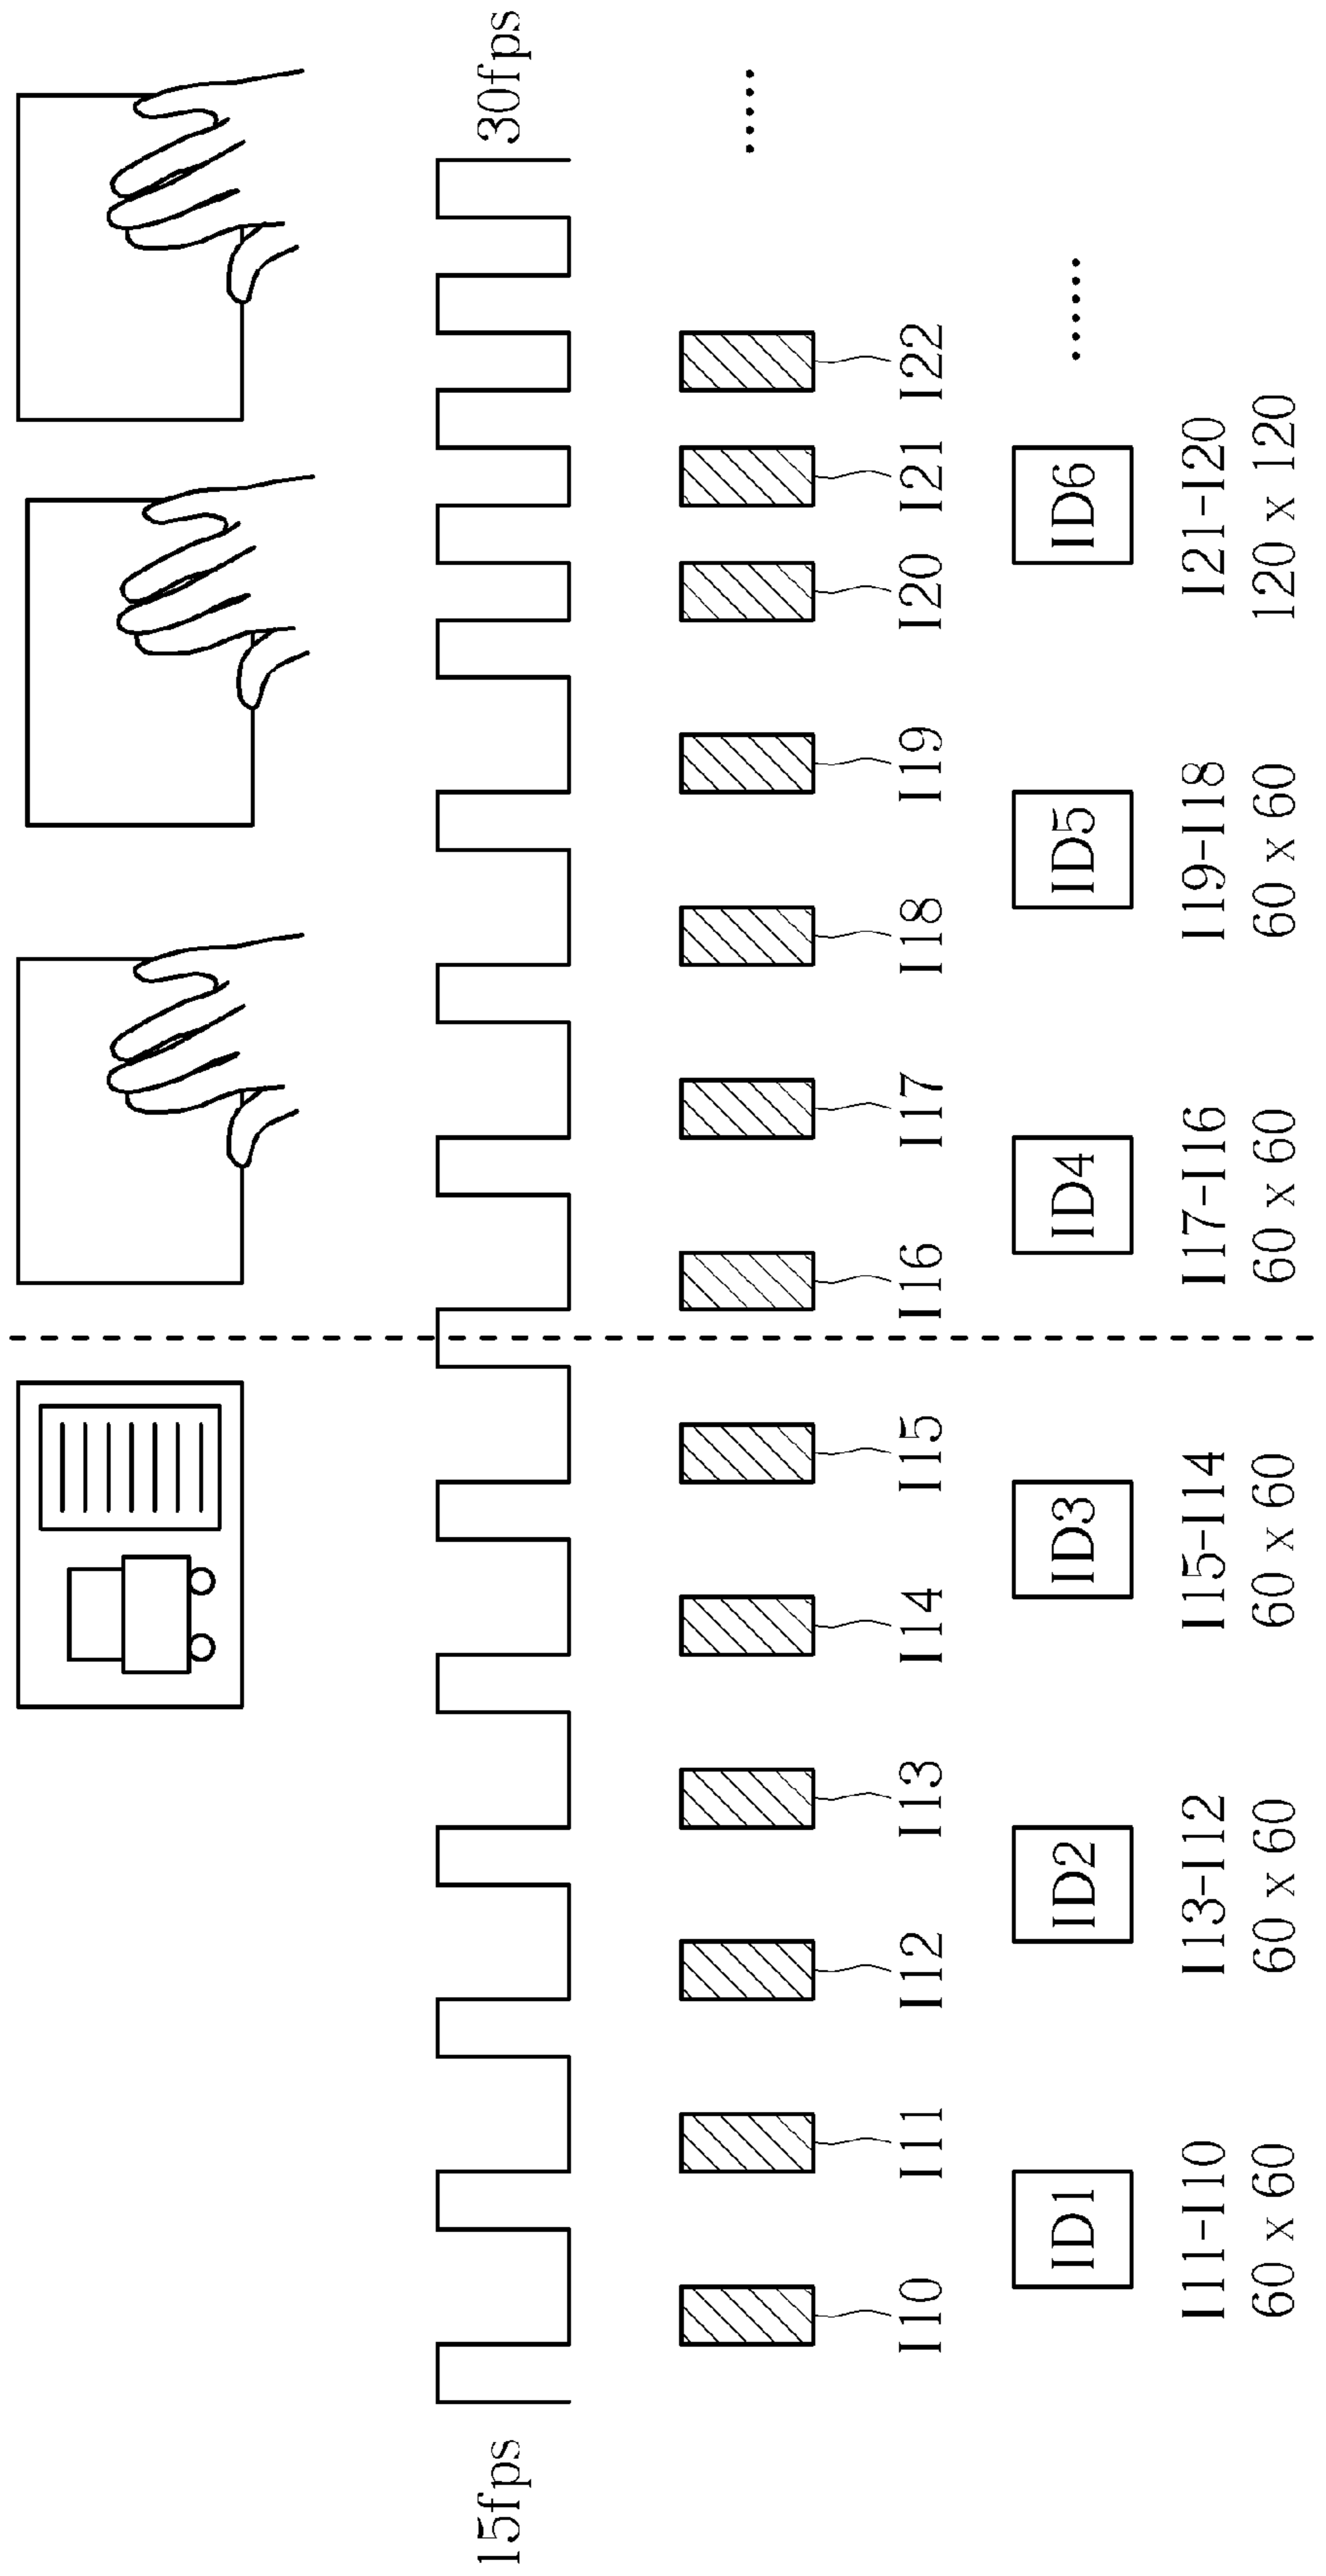 15fps
30fps
I10
I11
I12
I13
I14
I15
I16
I17
I18
I19
I20
I21
I22
......
ID1
ID2
ID3
ID4
ID5
ID6
......
I11-I10
I13-I12
I15-I14
I17-I16
I19-I18
I21-I20
60 x 60
60 x 60
60 x 60
60 x 60
60 x 60
120 x 120